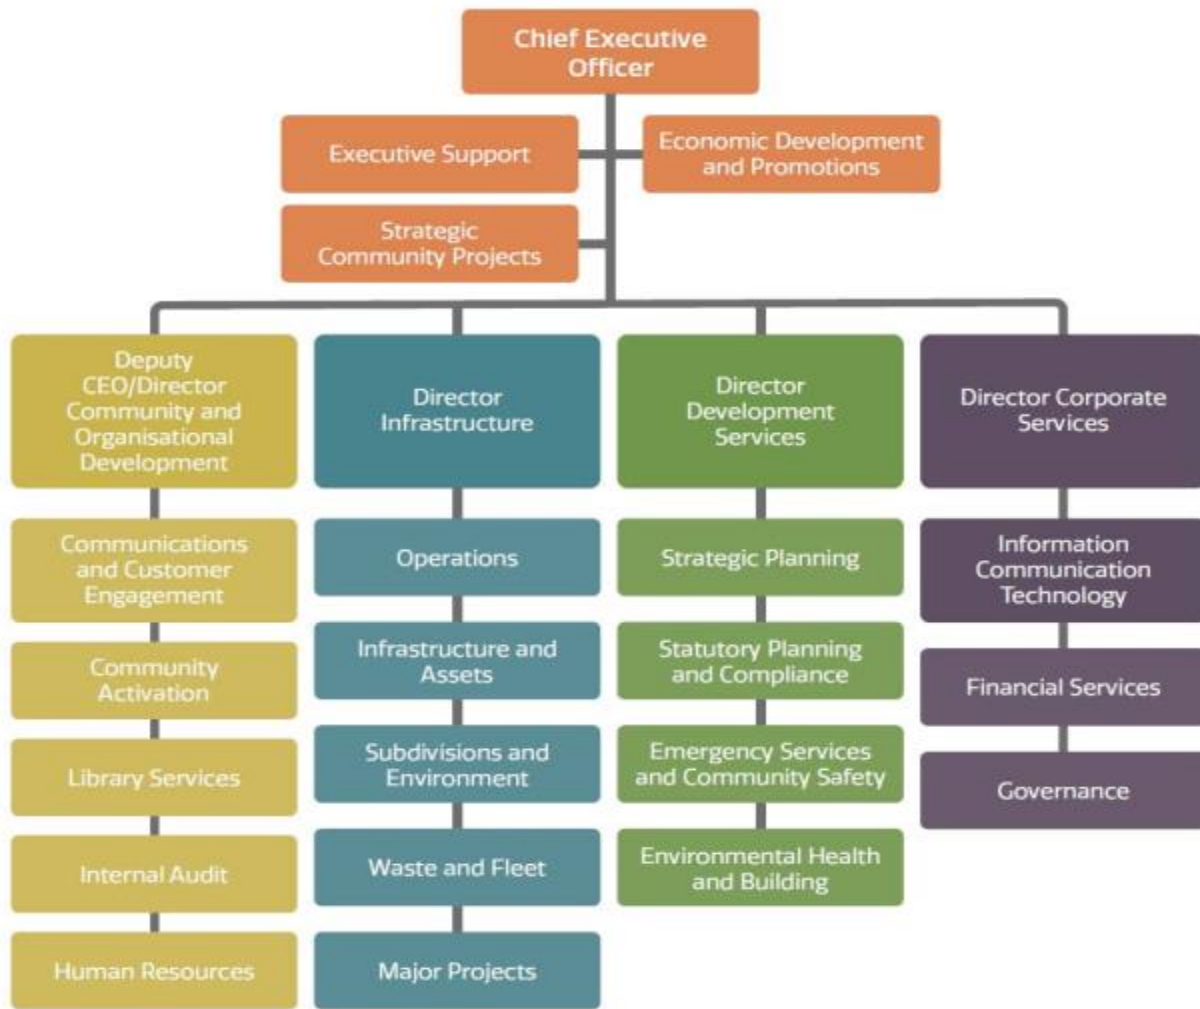 Chief Executive
Officer
Executive Support
Economic Development
and Promotions
Strategic
Community Projects
Deputy
CEO/Director
Community and
Organisational
Development
Communications
and Customer
Engagement
Community
Activation
Library Services
Internal Audit
Human Resources
Director
Infrastructure
Operations
Infrastructure and
Assets
Subdivisions and
Environment
Waste and Fleet
Major Projects
Director
Development
Services
Strategic Planning
Statutory Planning
and Compliance
Emergency Services
and Community Safety
Environmental Health
and Building
Director Corporate
Services
Information
Communication
Technology
Financial Services
Governance